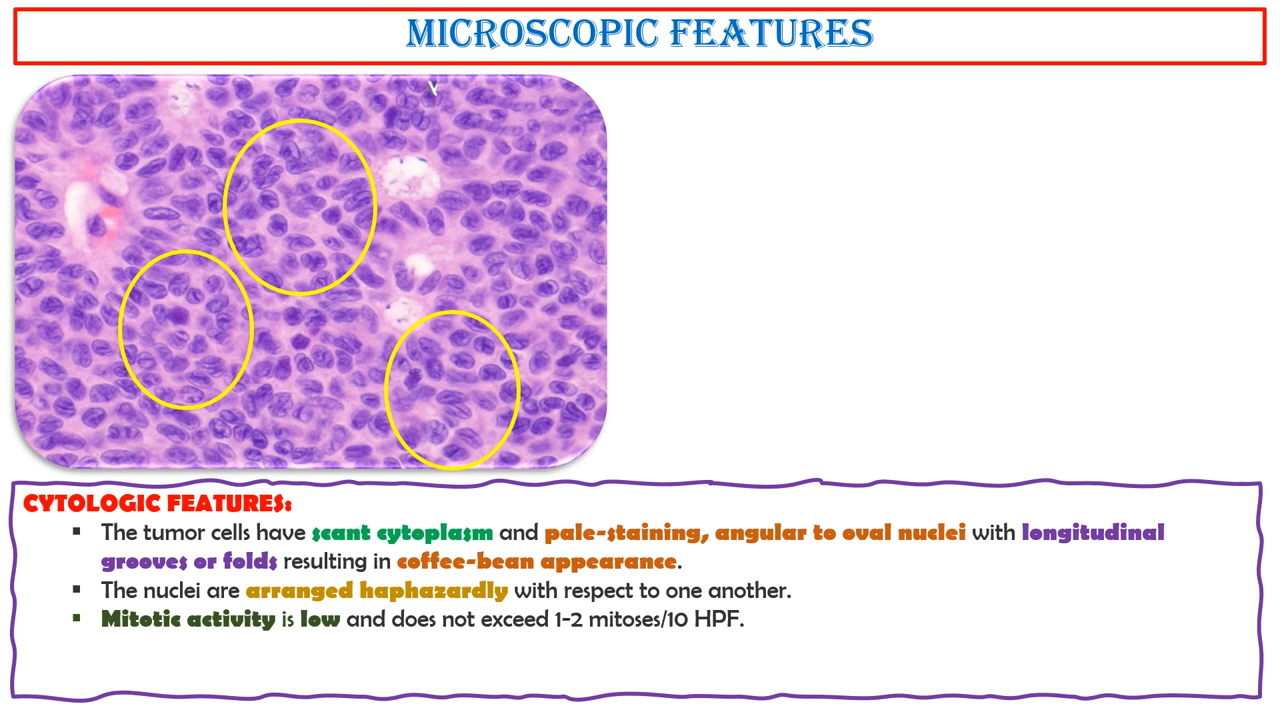 MICROSCOPIC FEATURES
CYTOLOGIC FEATURES:
▪ The tumor cells have scant cytoplasm and pale-staining, angular to oval nuclei with longitudinal
grooves or folds resulting in coffee-bean appearance.
▪ The nuclei are arranged haphazardly with respect to one another.
▪ Mitotic activity is low and does not exceed 1-2 mitoses/10 HPF.